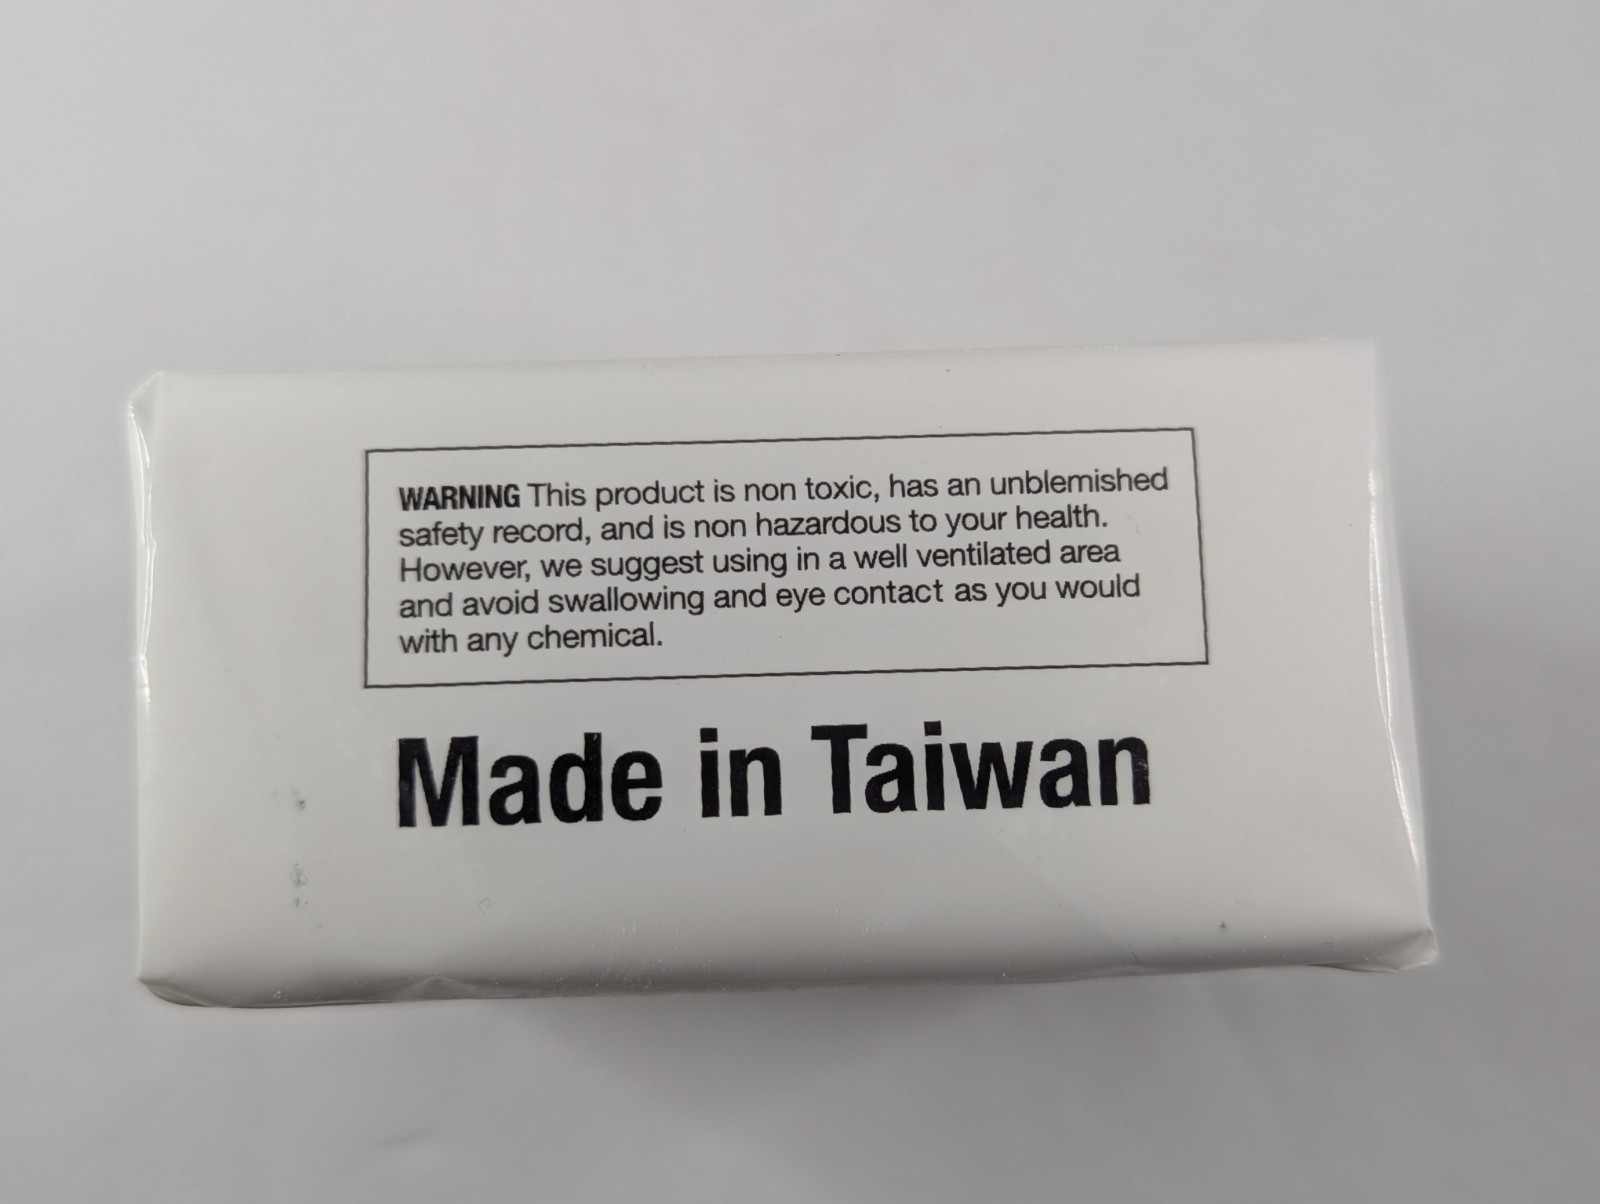 WARNING This product is non toxic, has an unblemished
safety record, and is non hazardous to your health.
However, we suggest using in a well ventilated area
and avoid swallowing and eye contact as you would
with any chemical.
Made in Taiwan